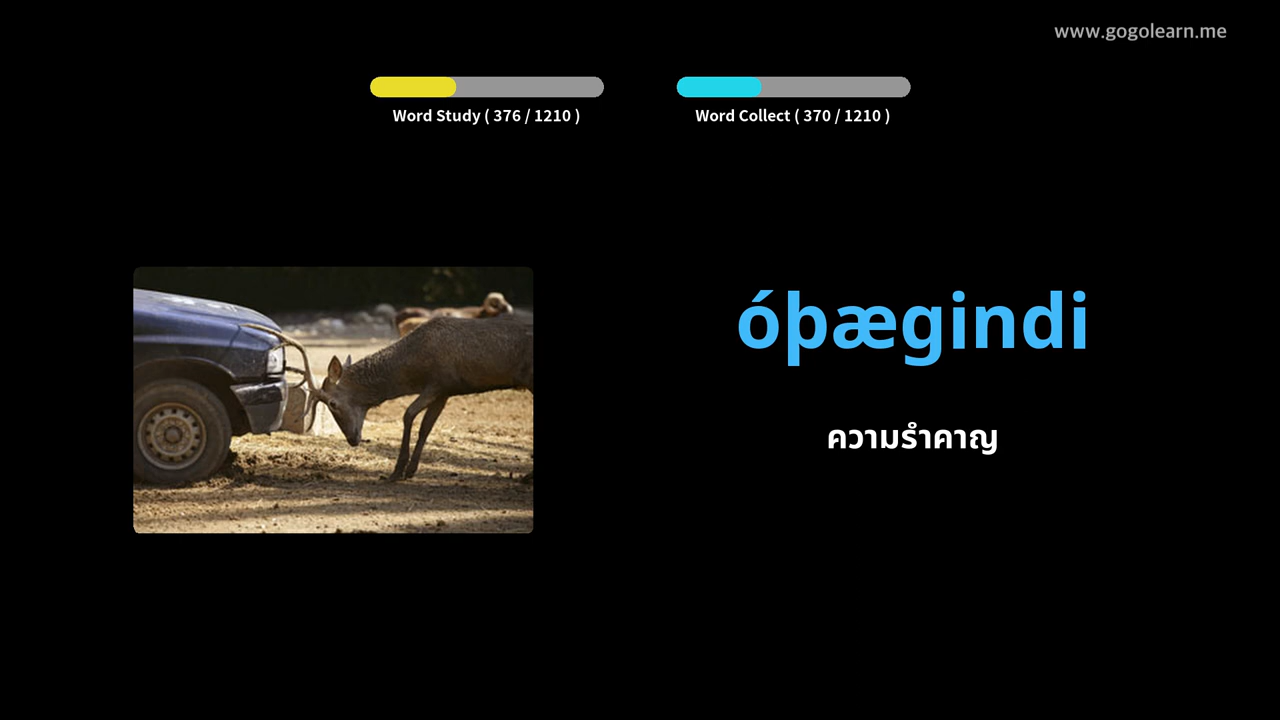 www.gogolearn.me
Word Study ( 376 / 1210 )
Word Collect ( 370 / 1210 )
óþægindi
ความรำคาญ